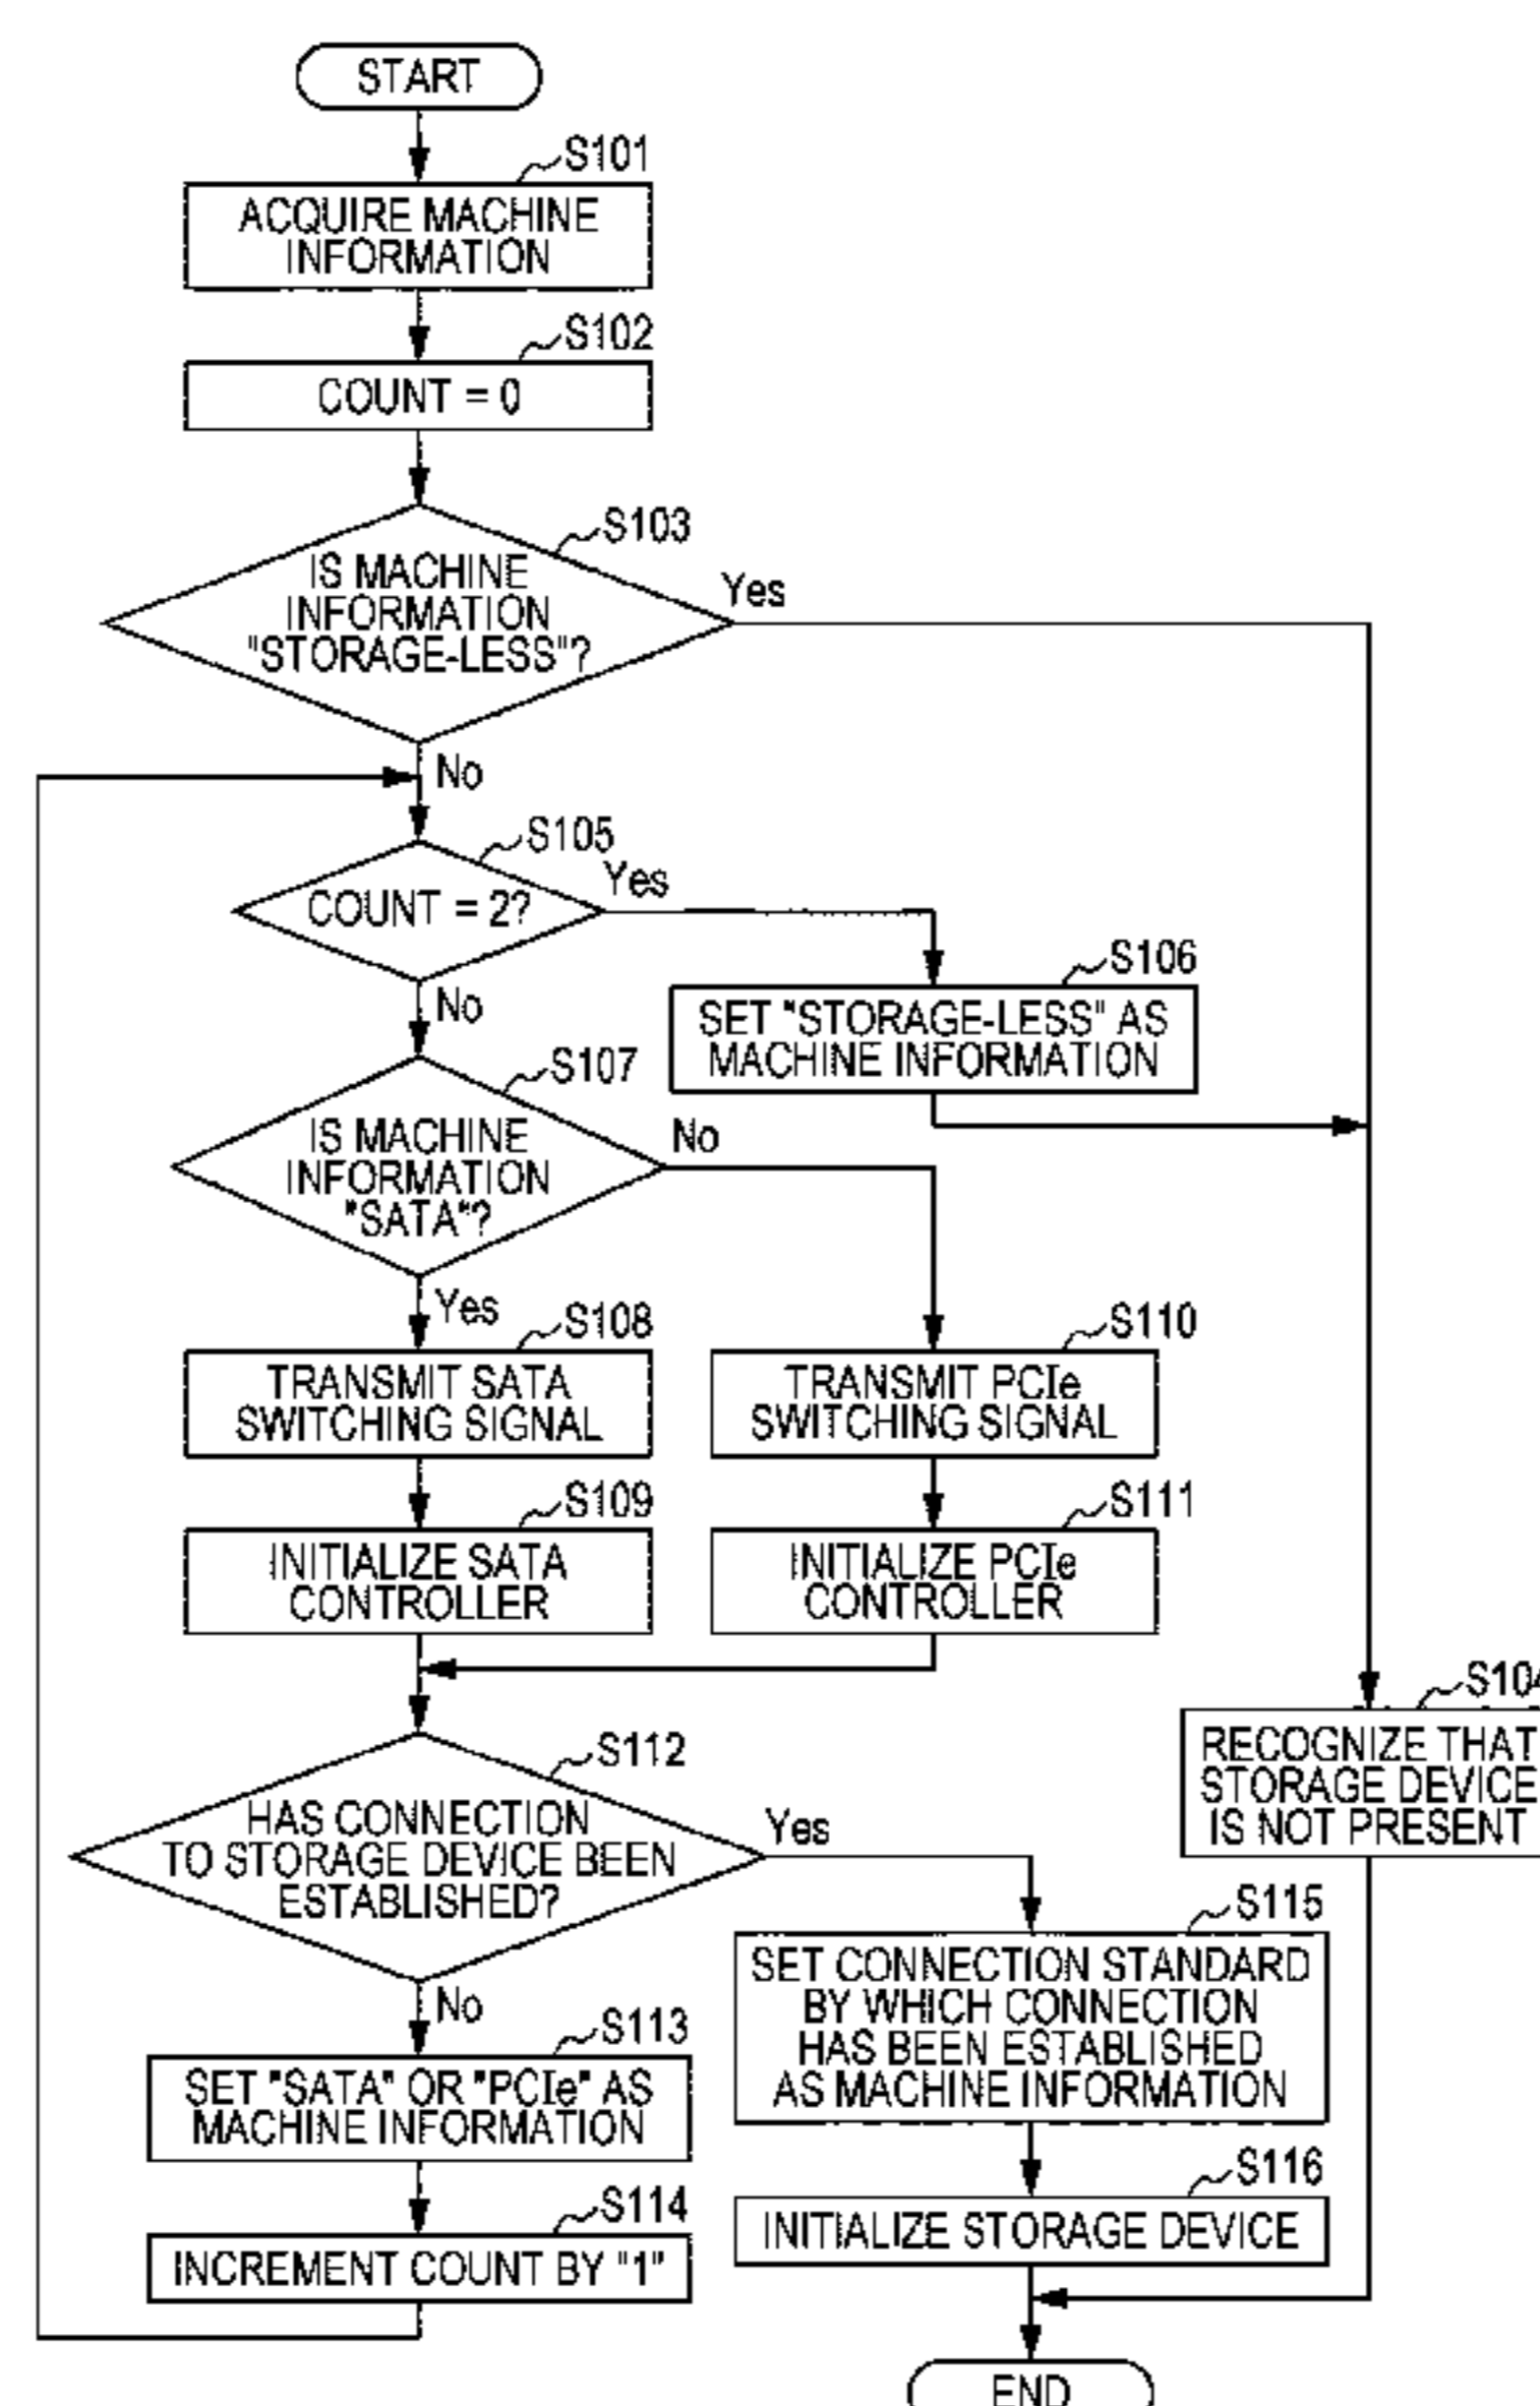 START
S101
ACQUIRE MACHINE
INFORMATION
S102
COUNT = 0
S103
IS MACHINE
INFORMATION
"STORAGE-LESS"?
Yes
No
S105
COUNT = 2?
Yes
No
S106
SET "STORAGE-LESS" AS
MACHINE INFORMATION
S107
IS MACHINE
INFORMATION
"SATA"?
No
Yes
S108
TRANSMIT SATA
SWITCHING SIGNAL
S110
TRANSMIT PCIe
SWITCHING SIGNAL
S109
INITIALIZE SATA
CONTROLLER
S111
INITIALIZE PCIe
CONTROLLER
S104
RECOGNIZE THAT
STORAGE DEVICE
IS NOT PRESENT
S112
HAS CONNECTION
TO STORAGE DEVICE BEEN
ESTABLISHED?
Yes
No
S115
SET CONNECTION STANDARD
BY WHICH CONNECTION
HAS BEEN ESTABLISHED
AS MACHINE INFORMATION
S113
SET "SATA" OR "PCIe" AS
MACHINE INFORMATION
S116
INITIALIZE STORAGE DEVICE
S114
INCREMENT COUNT BY "1"
END